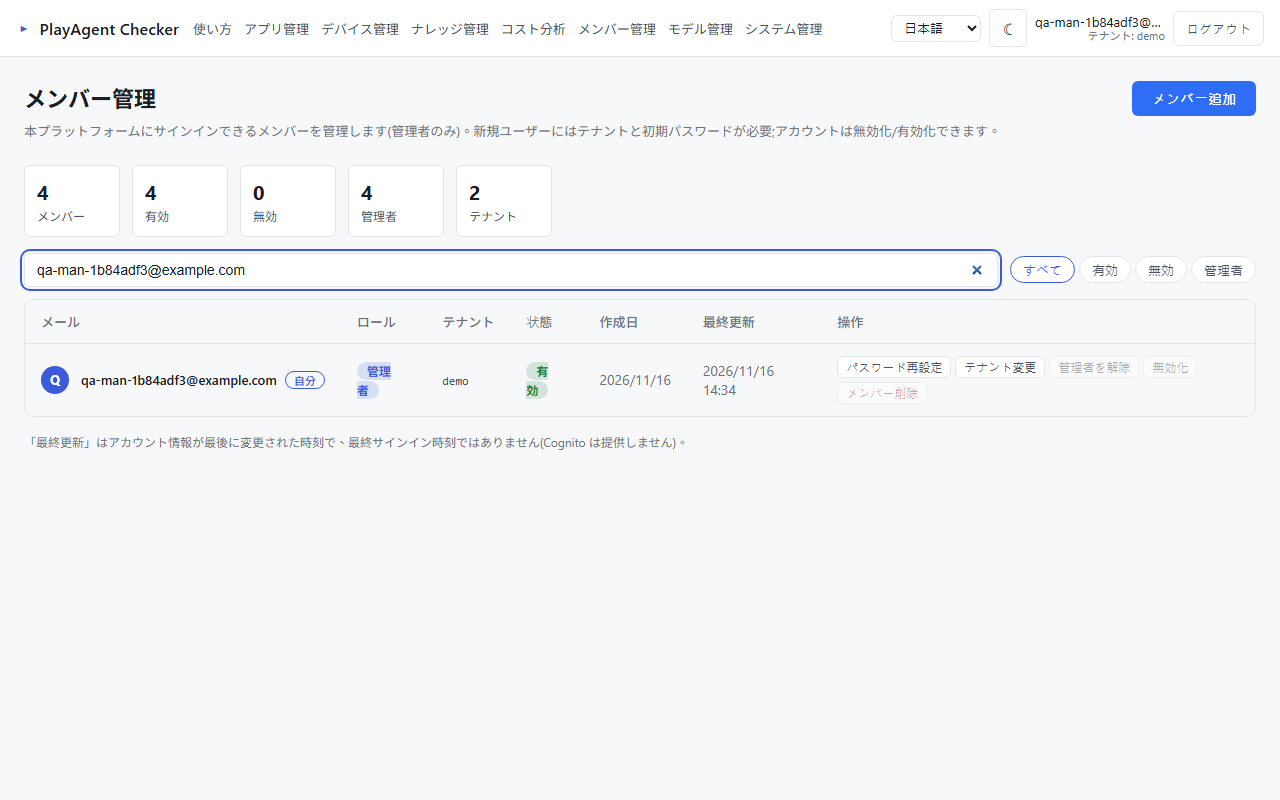 PlayAgent Checker 使い方 アプリ管理 デバイス管理 ナレッジ管理 コスト分析 メンバー管理 モデル管理 システム管理 日本語 qa-man-1b84adf3@... ログアウト
テナント: demo
メンバー管理 メンバー追加
本プラットフォームにサインインできるメンバーを管理します(管理者のみ)。新規ユーザーにはテナントと初期パスワードが必要;アカウントは無効化/有効化できます。
4 4 0 4 2
メンバー 有効 無効 管理者 テナント
qa-man-1b84adf3@example.com すべて 有効 無効 管理者
メール ロール テナント 状態 作成日 最終更新 操作
Q qa-man-1b84adf3@example.com 自分 管理者 demo 有効 2026/11/16 2026/11/16 14:34 パスワード再設定 テナント変更 管理者を解除 無効化
メンバー削除
「最終更新」はアカウント情報が最後に変更された時刻で、最終サインイン時刻ではありません(Cognito は提供しません)。